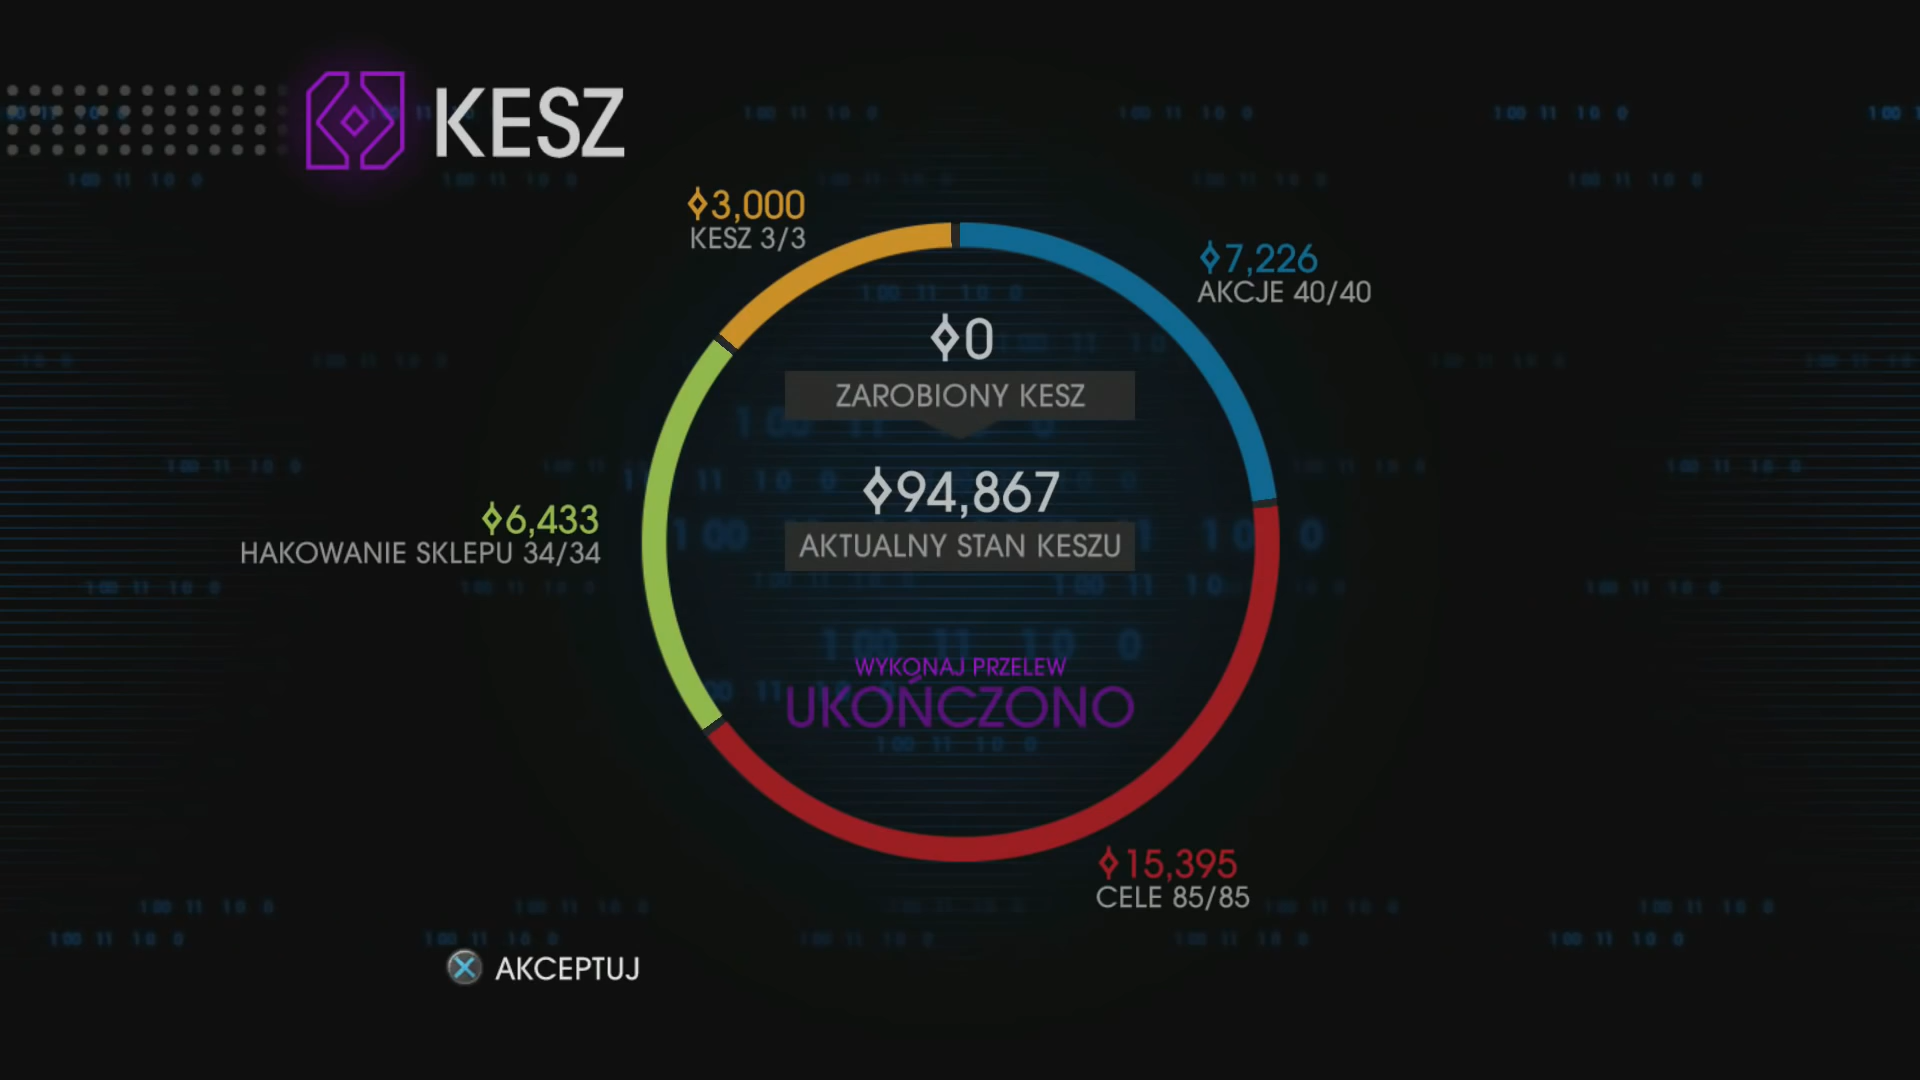 KESZ
3,000
KESZ 3/3
7,226
AKCJE 40/40
0
ZAROBIONY KESZ
94,867
AKTUALNY STAN KESZU
6,433
HAKOWANIE SKLEPU 34/34
WYKONAJ PRZELEW
UKOŃCZONO
15,395
CELE 85/85
AKCEPTUJ